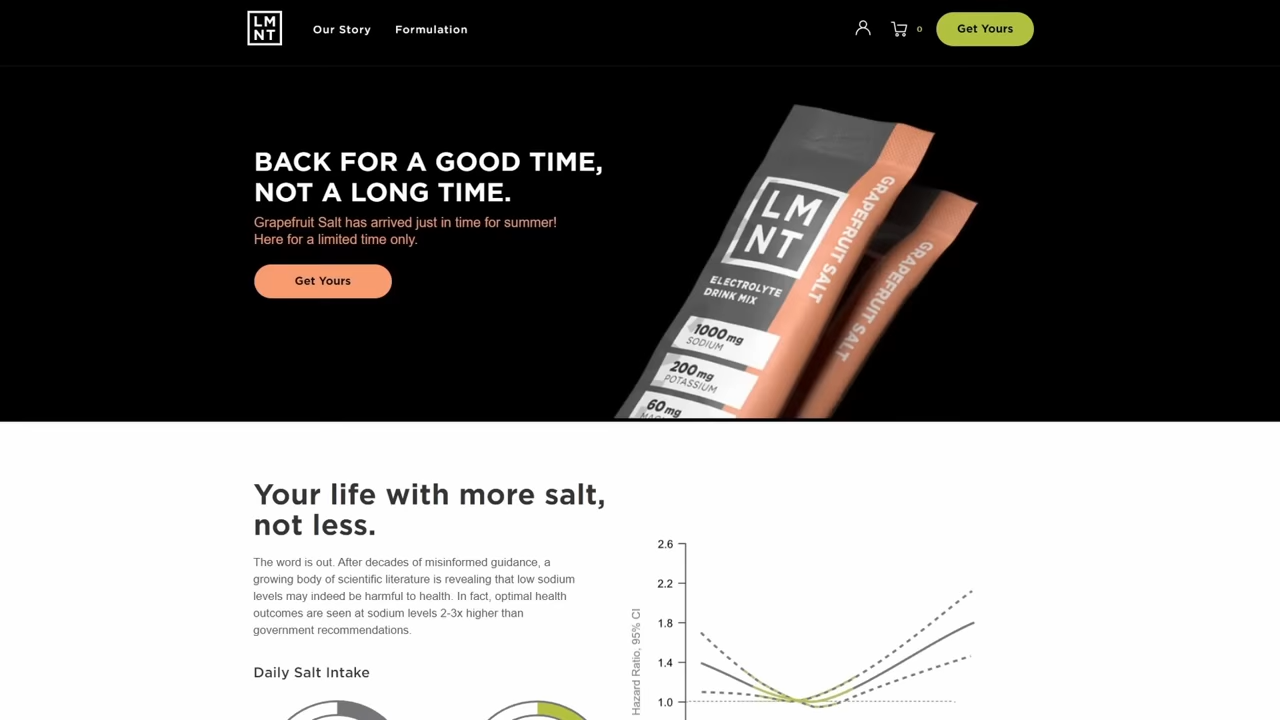 LM
NT
Our Story
Formulation
0
Get Yours
BACK FOR A GOOD TIME,
NOT A LONG TIME.
Grapefruit Salt has arrived just in time for summer!
Here for a limited time only.
Get Yours
LM
NT
ELECTROLYTE
DRINK MIX
1000mg
SODIUM
200mg
POTASSIUM
60mg
GRAPEFRUIT SALT
GRAPEFRUIT SALT
Your life with more salt,
not less.
The word is out. After decades of misinformed guidance, a
growing body of scientific literature is revealing that low sodium
levels may indeed be harmful to health. In fact, optimal health
outcomes are seen at sodium levels 2-3x higher than
government recommendations.
Daily Salt Intake
Hazard Ratio, 95% CI
2.6
2.2
1.8
1.4
1.0